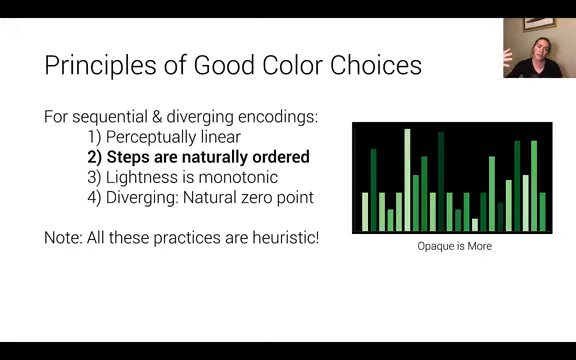 Principles of Good Color Choices
For sequential & diverging encodings:
1) Perceptually linear
2) Steps are naturally ordered
3) Lightness is monotonic
4) Diverging: Natural zero point
Note: All these practices are heuristic!
Opaque is More